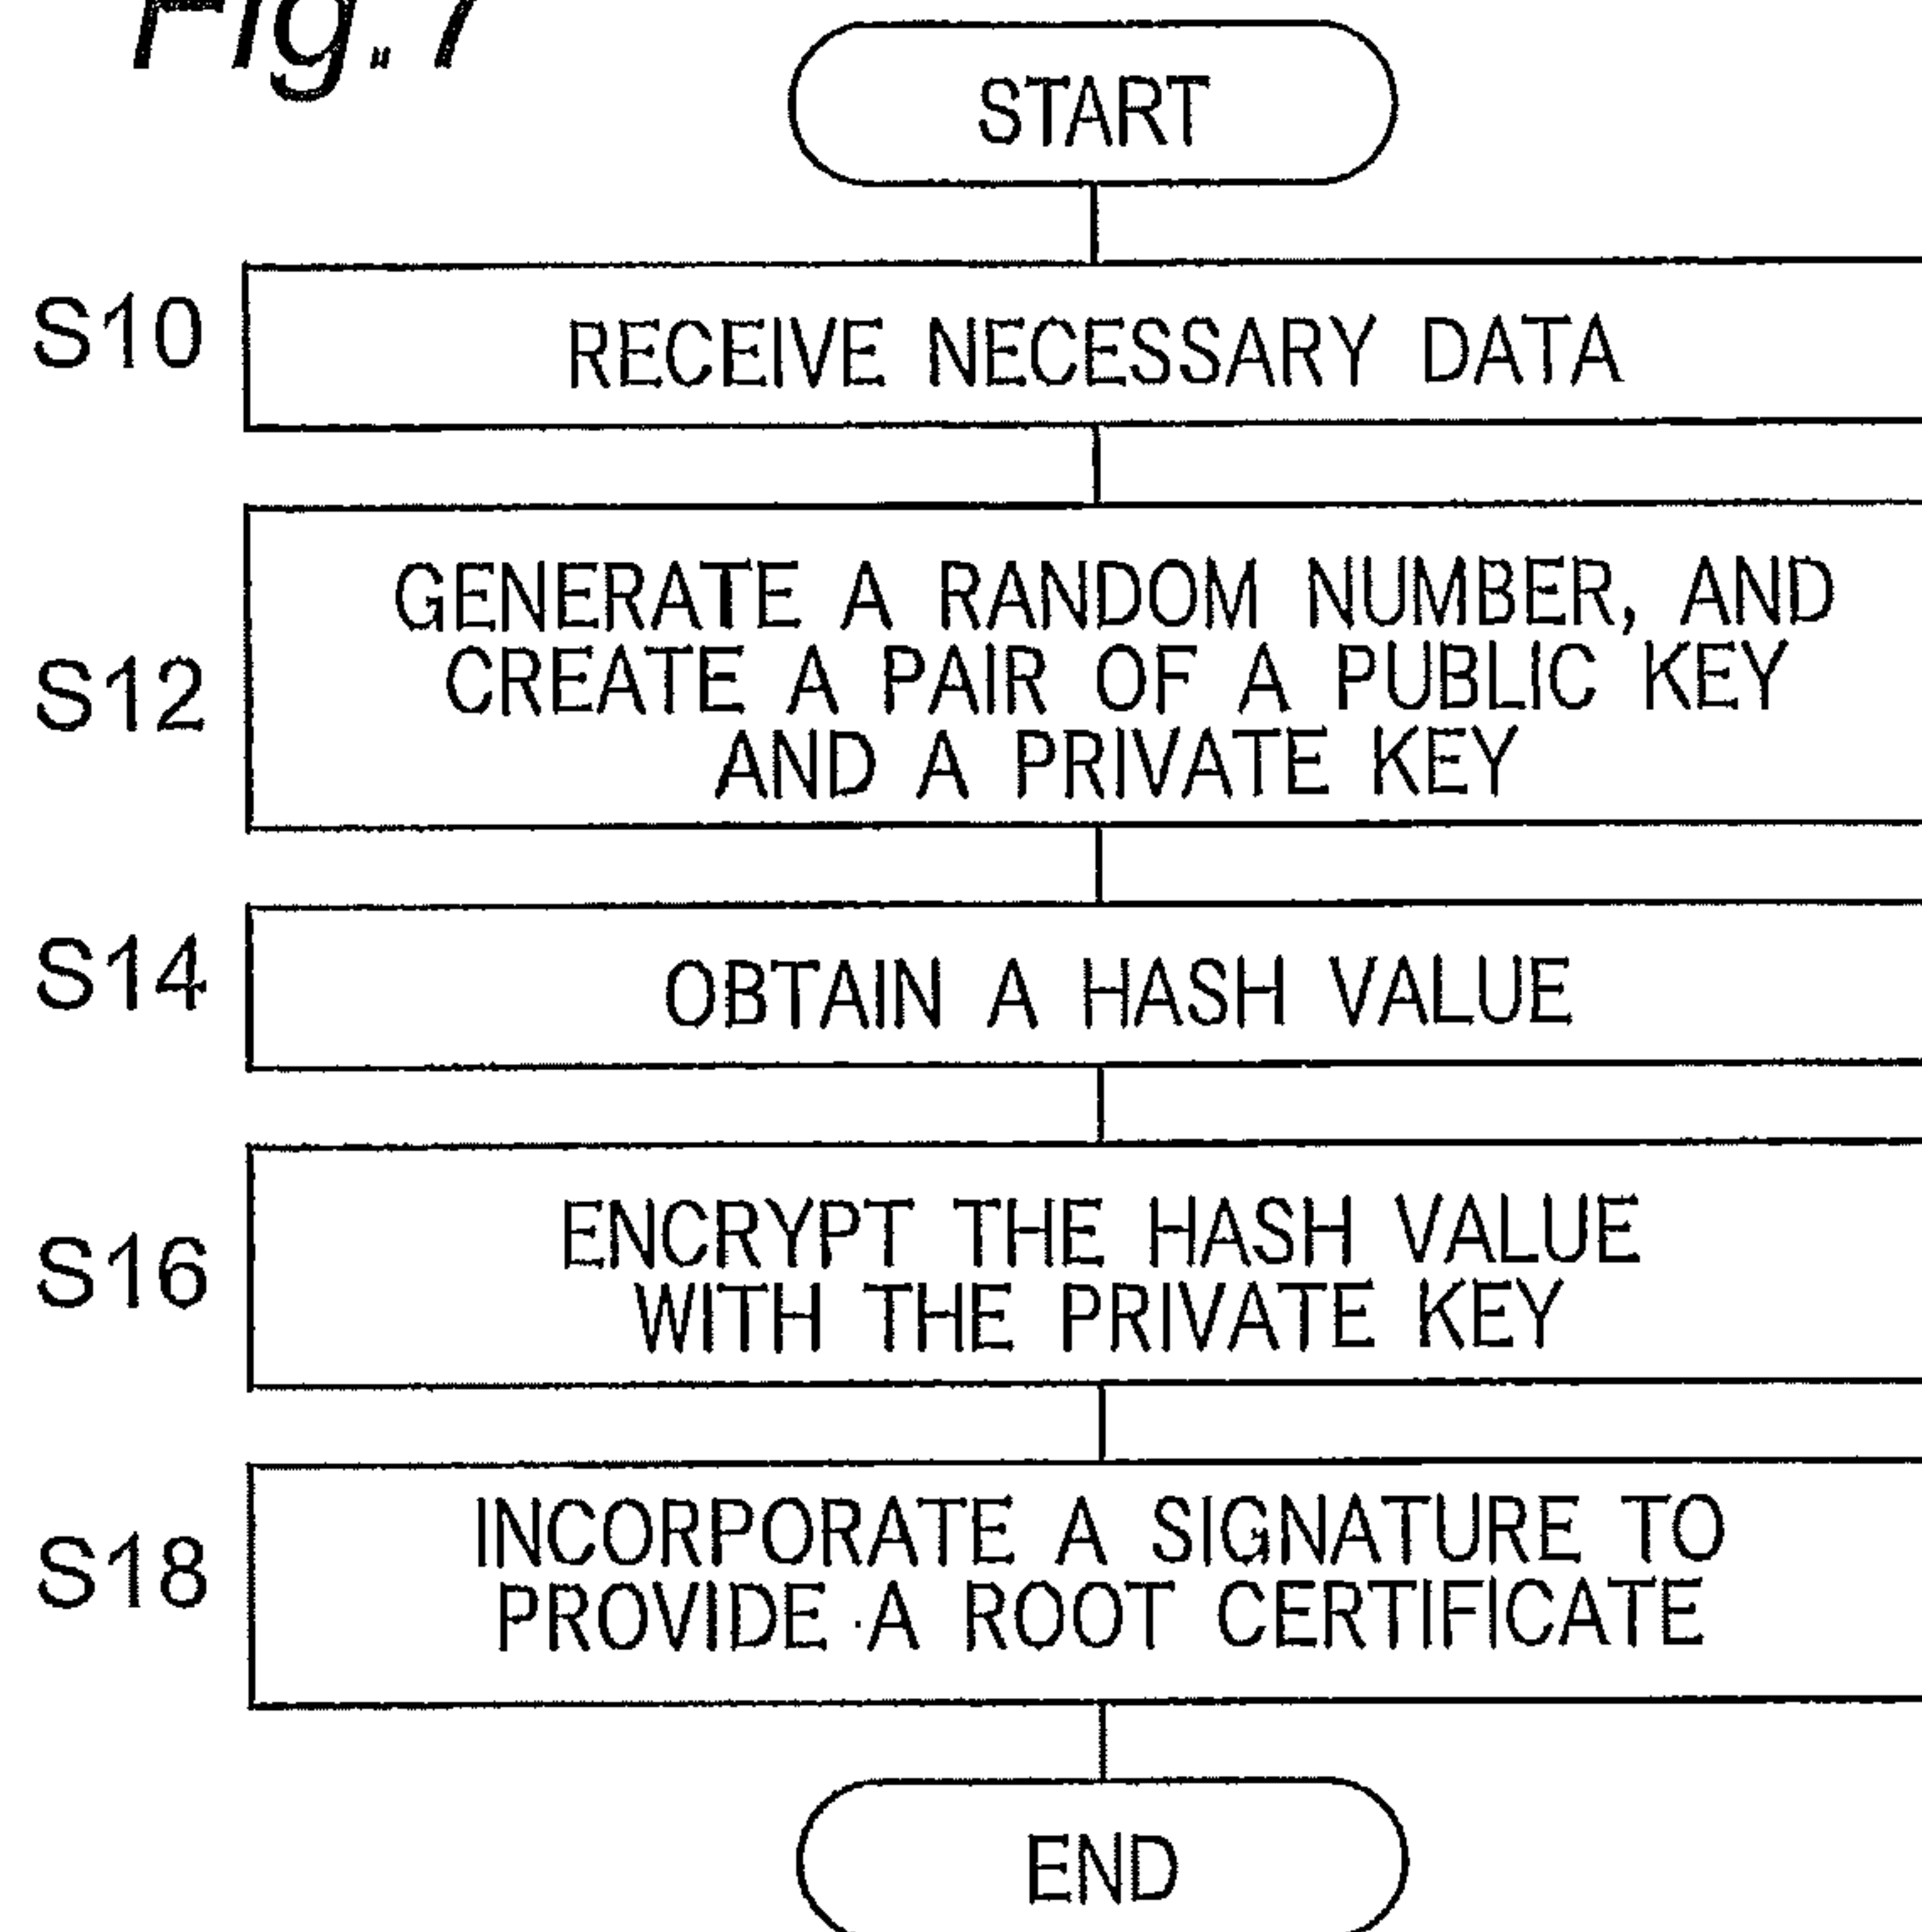 Fig.7
START
S10
RECEIVE NECESSARY DATA
S12
GENERATE A RANDOM NUMBER, AND
CREATE A PAIR OF A PUBLIC KEY
AND A PRIVATE KEY
S14
OBTAIN A HASH VALUE
S16
ENCRYPT THE HASH VALUE
WITH THE PRIVATE KEY
S18
INCORPORATE A SIGNATURE TO
PROVIDE A ROOT CERTIFICATE
END